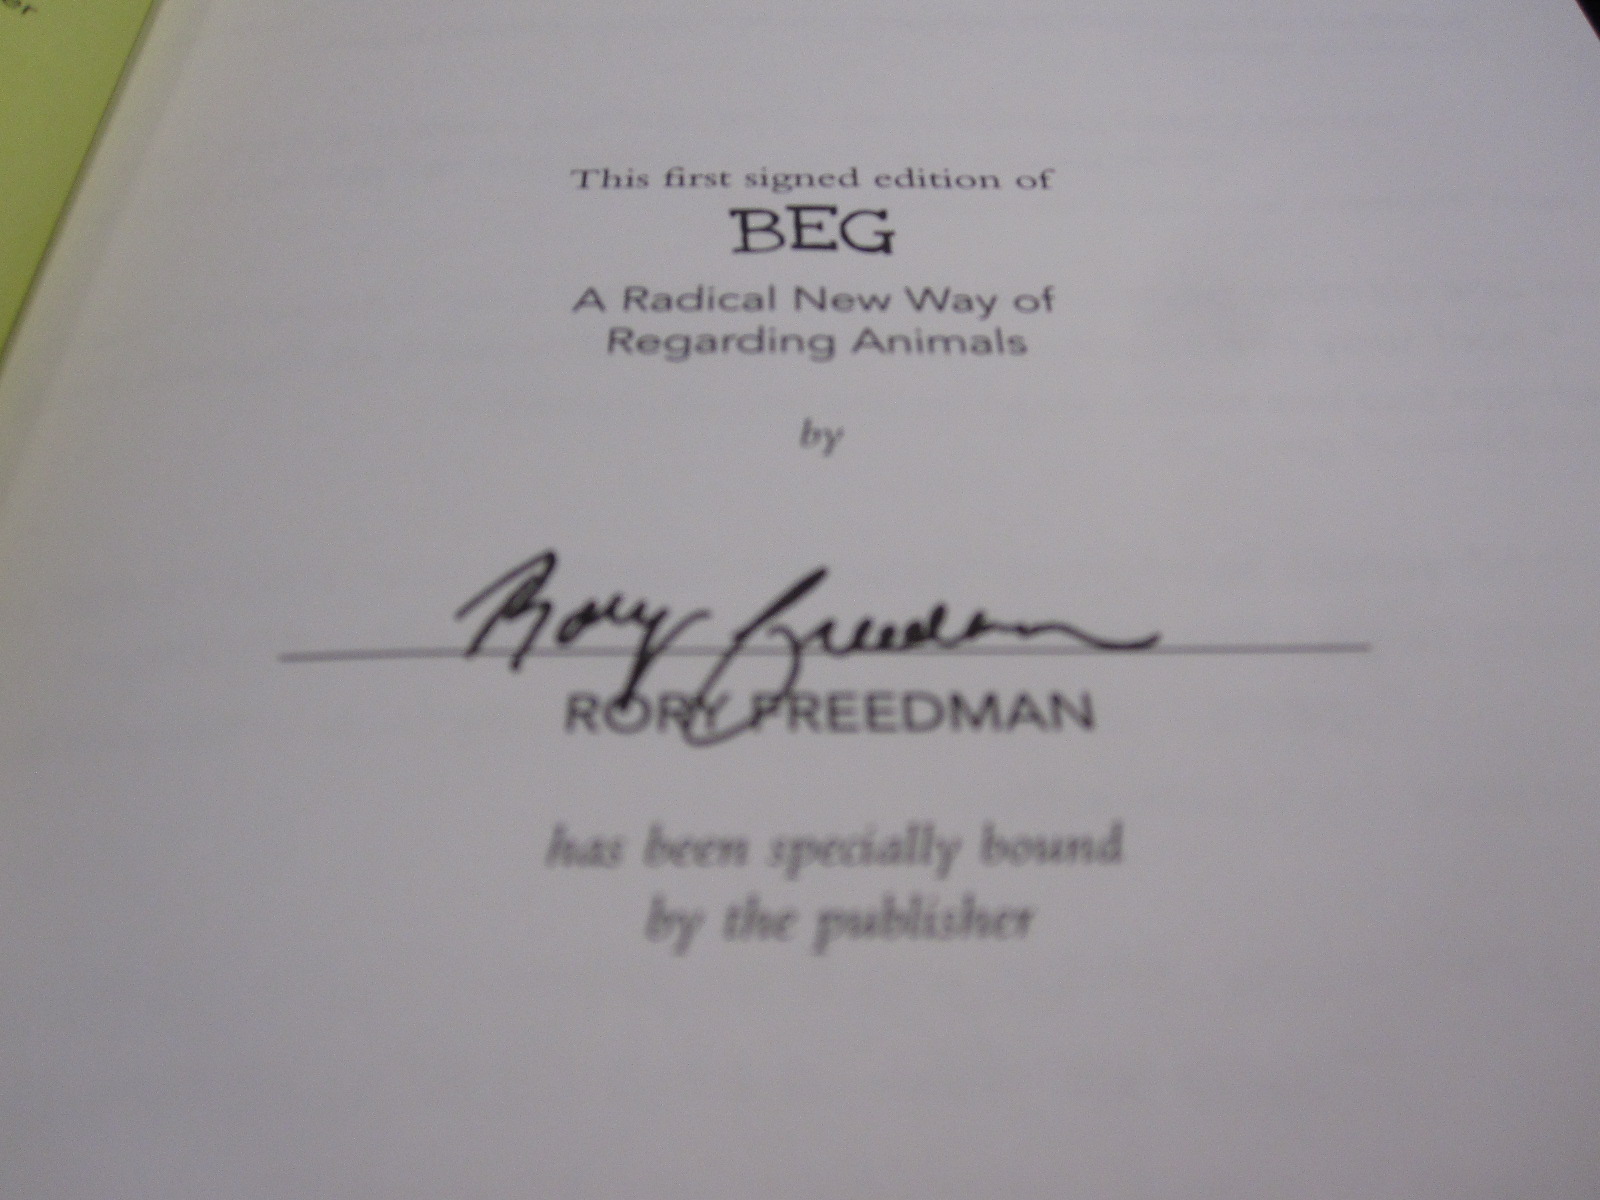 This first signed edition of
BEG
A Radical New Way of
Regarding Animals
by
Rory Freedman
RORY FREEDMAN
has been specially bound
by the publisher